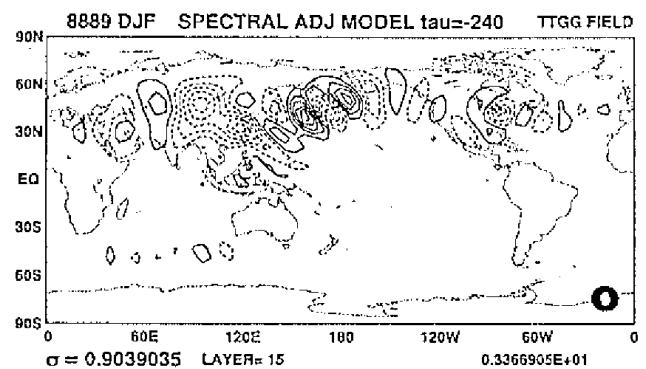 8889 DJF SPECTRAL ADJ MODEL tau=-240 TTGG FIELD
90N
60N
30N
EQ
30S
60S
90S
0 60E 120E 180 120W 60W 0
σ = 0.9039035 LAYER= 15 0.3366905E+01